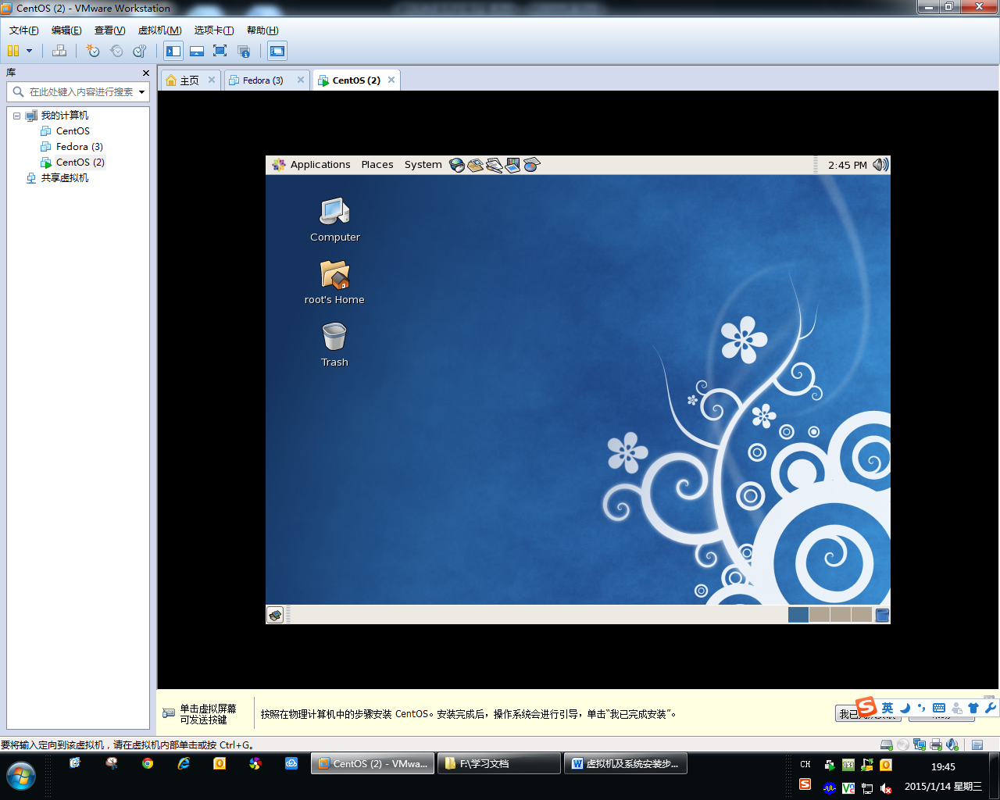 CentOS (2) - VMware Workstation
文件(F) 编辑(E) 查看(V) 虚拟机(M) 选项卡(T) 帮助(H)
库
在此处键入内容进行搜索
我的计算机
CentOS
Fedora (3)
CentOS (2)
共享虚拟机
主页
Fedora (3)
CentOS (2)
Applications Places System
2:45 PM
Computer
root's Home
Trash
单击虚拟屏幕
可发送按键
按照在物理计算机中的步骤安装 CentOS。安装完成后，操作系统会进行引导，单击“我已完成安装”。
英
要将输入定向到该虚拟机，请在虚拟机内部单击或按 Ctrl+G。
CentOS (2) - VMwa...
F:\学习文档
虚拟机及系统安装步...
CH
19:45
2015/1/14 星期三